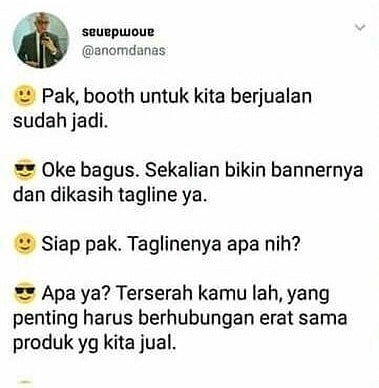 seuepɯouɐ
@anomdanas
🙂 Pak, booth untuk kita berjualan
sudah jadi.
😎 Oke bagus. Sekalian bikin bannernya
dan dikasih tagline ya.
🙂 Siap pak. Taglinenya apa nih?
😎 Apa ya? Terserah kamu lah, yang
penting harus berhubungan erat sama
produk yg kita jual.